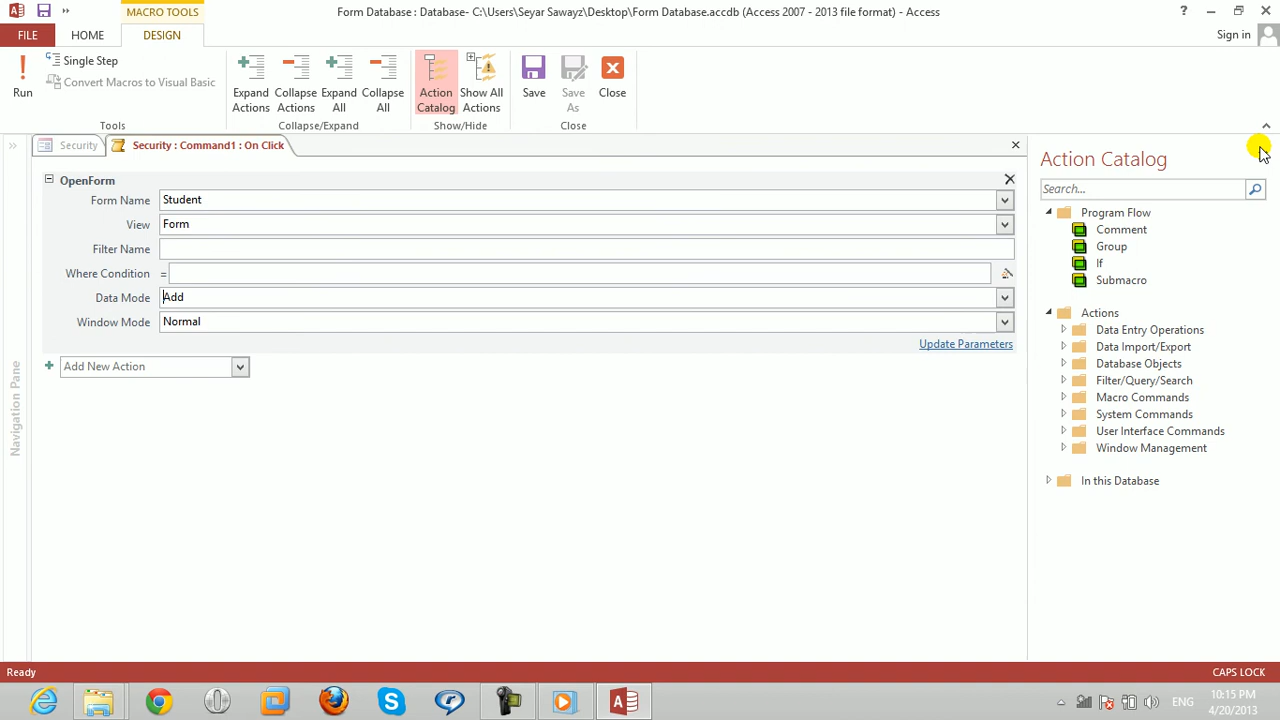 MACRO TOOLS
Form Database : Database- C:\Users\Seyar Sawayz\Desktop\Form Database.accdb (Access 2007 - 2013 file format) - Access
?
FILE HOME DESIGN
Sign in
Run
Single Step
Convert Macros to Visual Basic
Expand Actions
Collapse Actions
Expand All
Collapse All
Action Catalog
Show All Actions
Save
Save As
Close
Tools Collapse/Expand Show/Hide Close
Security
Security : Command1 : On Click
OpenForm
Form Name Student
View Form
Filter Name
Where Condition =
Data Mode Add
Window Mode Normal
Update Parameters
Add New Action
Navigation Pane
Action Catalog
Search...
Program Flow
Comment
Group
If
Submacro
Actions
Data Entry Operations
Data Import/Export
Database Objects
Filter/Query/Search
Macro Commands
System Commands
User Interface Commands
Window Management
In this Database
Ready
CAPS LOCK
ENG
10:15 PM
4/20/2013